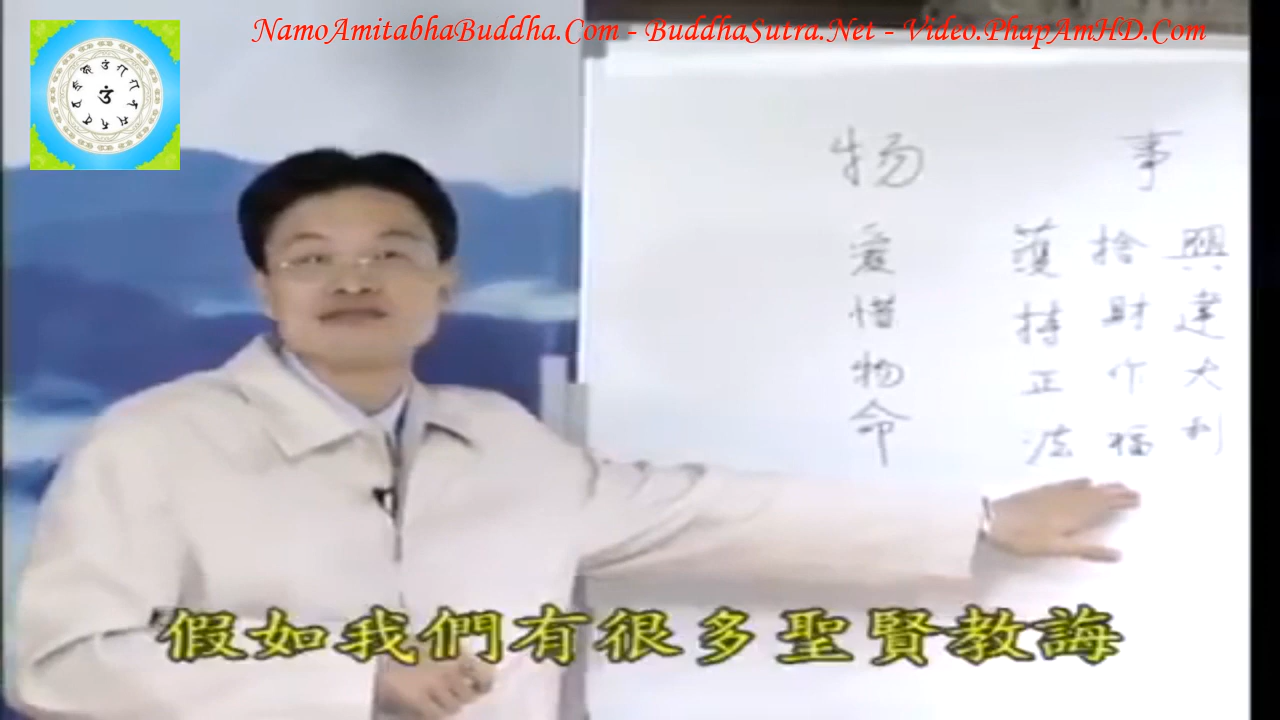 NamoAmitabhaBuddha.Com - BuddhaSutra.Net - Video.PhapAmHD.Com
事
興建大利
捨財作福
護持正法
物
愛惜物命
假如我們有很多聖賢教誨